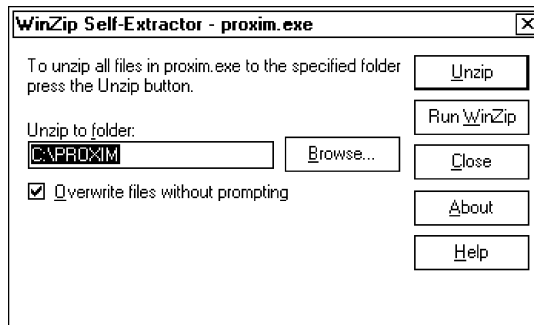 WinZip Self-Extractor - proxim.exe
To unzip all files in proxim.exe to the specified folder
press the Unzip button.
Unzip to folder:
C:\PROXIM
Browse...
Overwrite files without prompting
Unzip
Run WinZip
Close
About
Help